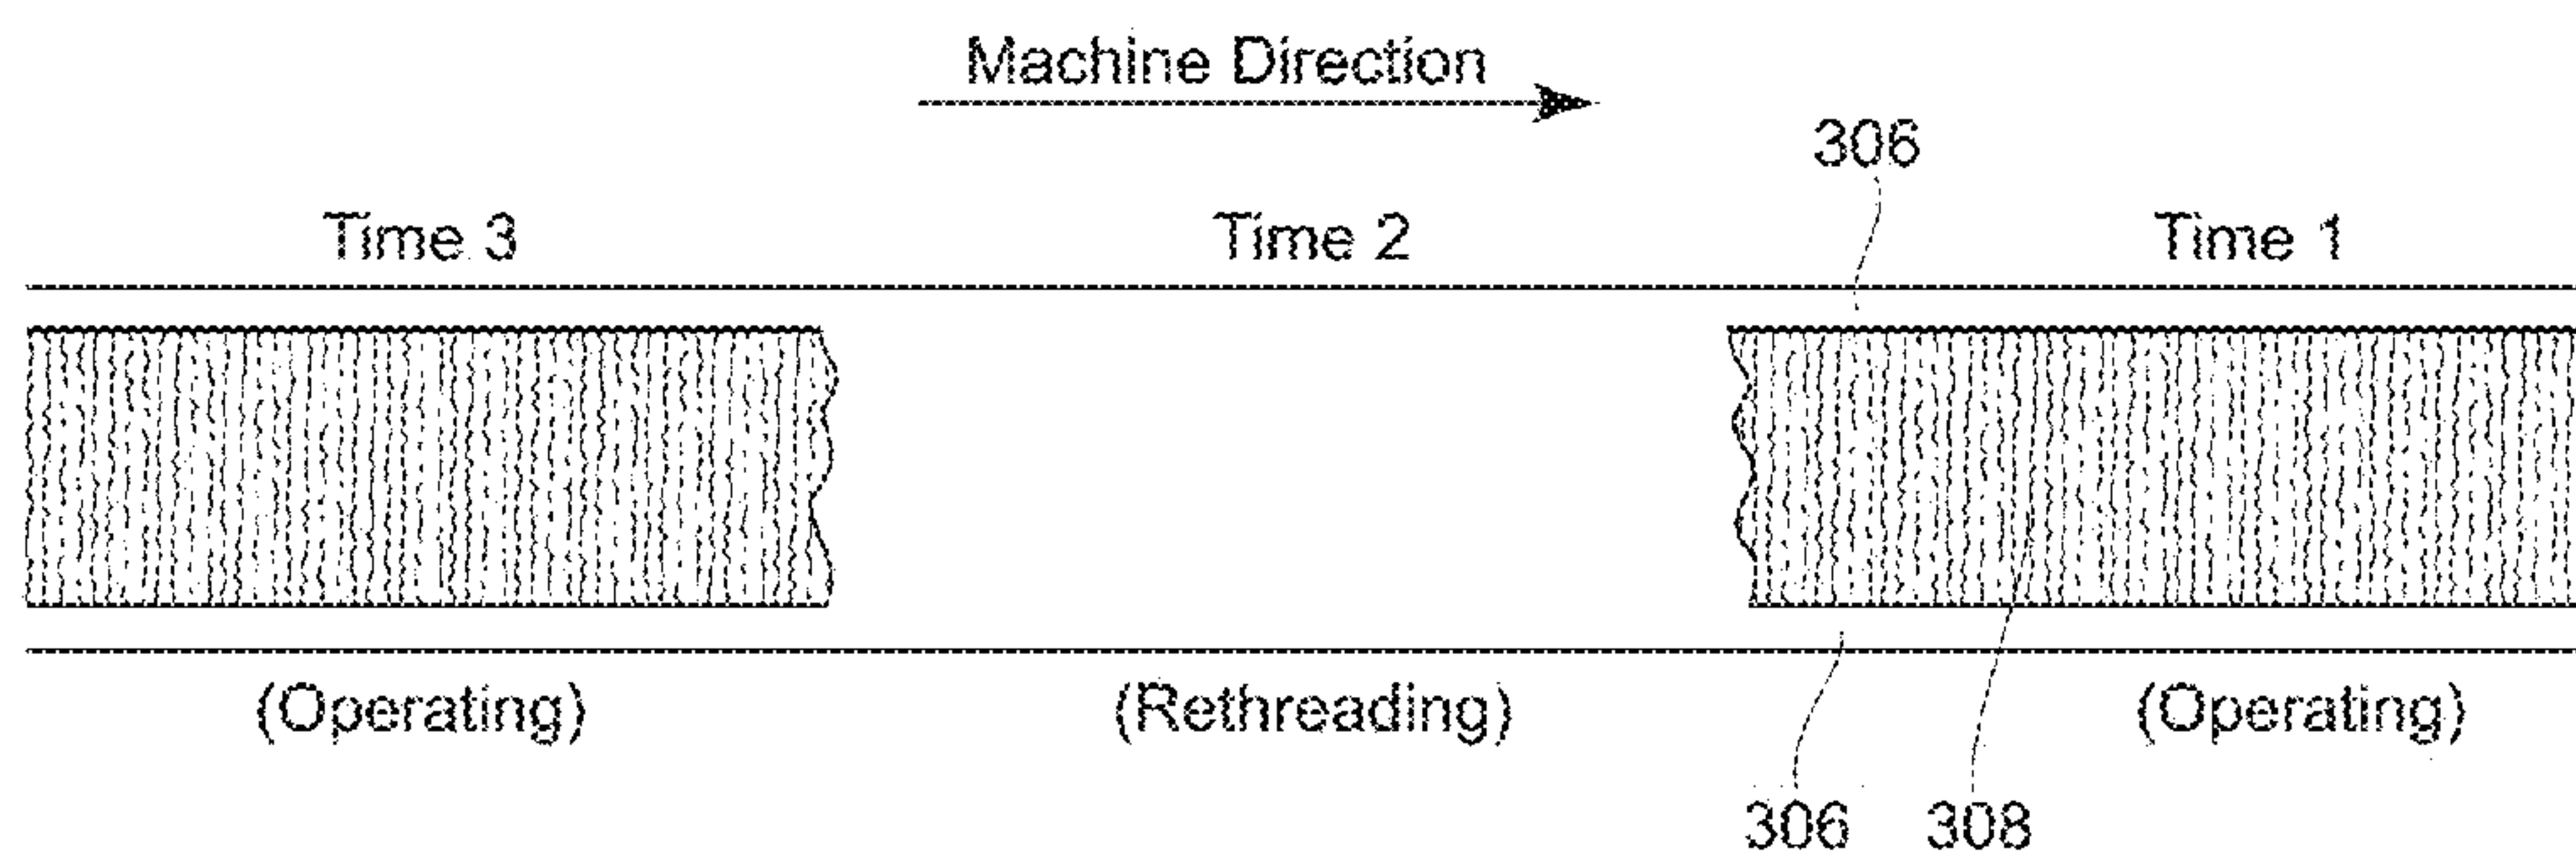 Machine Direction
306
Time 3 Time 2 Time 1
(Operating) (Rethreading) (Operating)
306 308